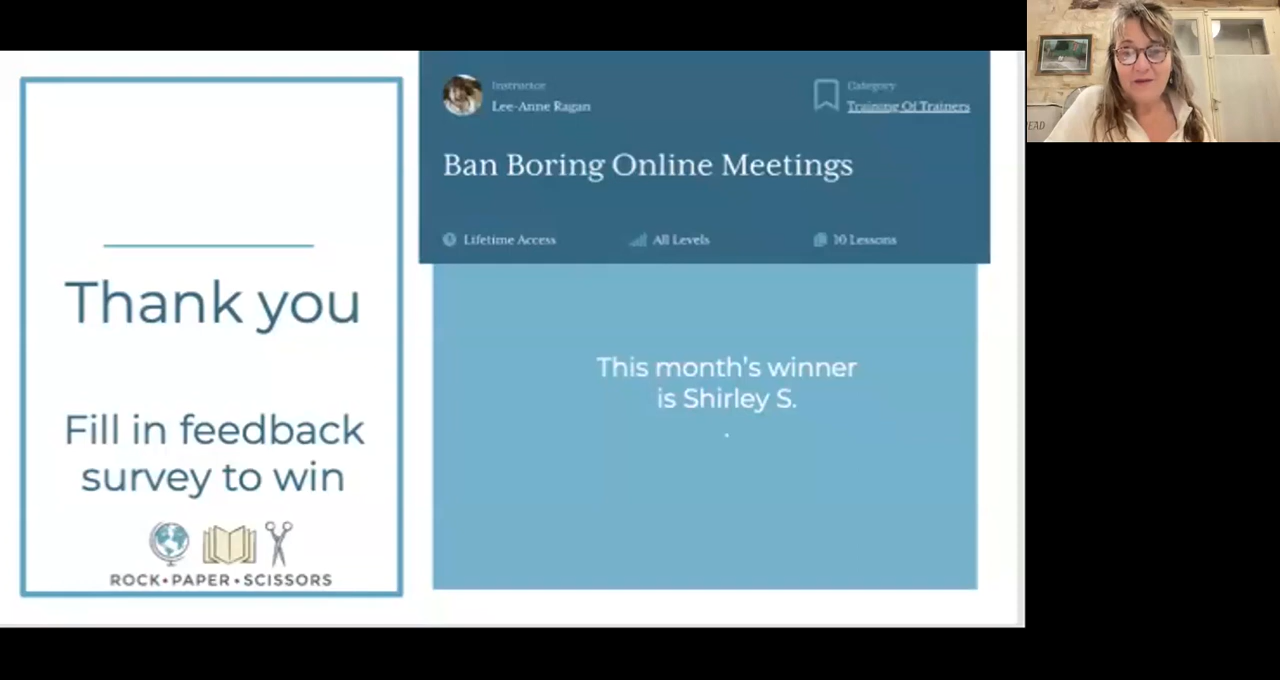 Thank you
Fill in feedback
survey to win
ROCK•PAPER•SCISSORS
Instructor
Lee-Anne Ragan
Category
Training Of Trainers
Ban Boring Online Meetings
Lifetime Access
All Levels
10 Lessons
This month's winner
is Shirley S.
.
EAD